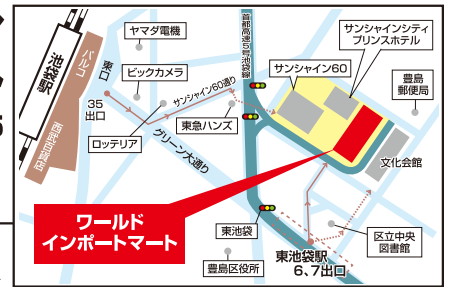 池袋駅
パルコ
西武百貨店
東口
35
出口
ヤマダ電機
ビックカメラ
ロッテリア
サンシャイン60通り
東急ハンズ
グリーン大通り
首都高速5号池袋線
サンシャイン60
サンシャインシティ
プリンスホテル
豊島
郵便局
文化会館
ワールド
インポートマート
東池袋
豊島区役所
東池袋駅
6、7出口
区立中央
図書館